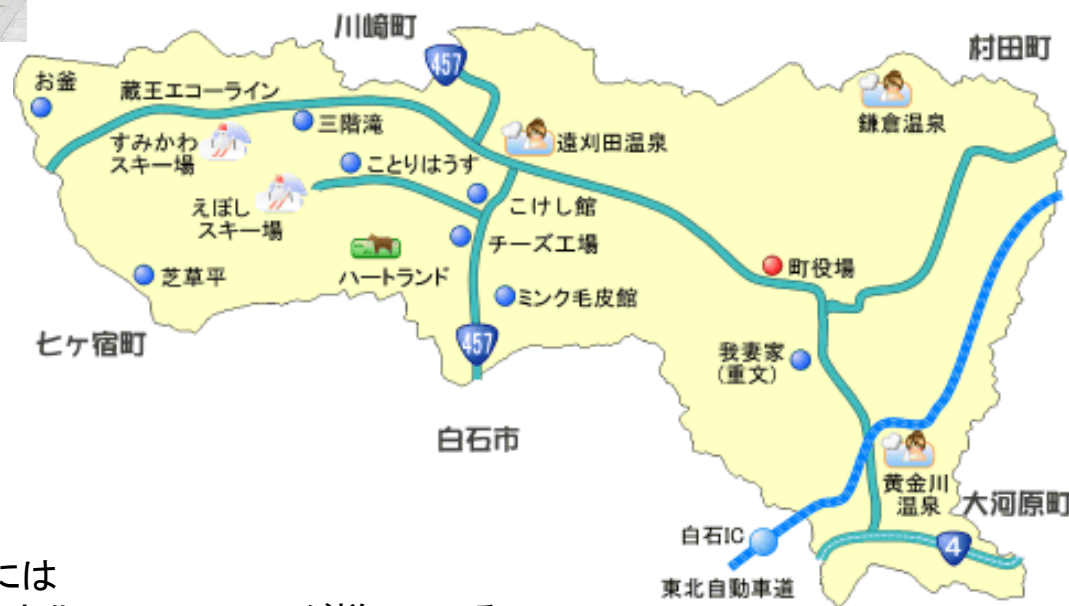 川崎町
457
村田町
お釜
蔵王エコーライン
鎌倉温泉
三階滝
遠刈田温泉
すみかわ
スキー場
ことりはうす
えぼし
スキー場
こけし館
チーズ工場
ハートランド
町役場
芝草平
ミンク毛皮館
七ヶ宿町
457
我妻家
(重文)
白石市
黄金川
温泉
大河原町
白石IC
4
東北自動車道
には